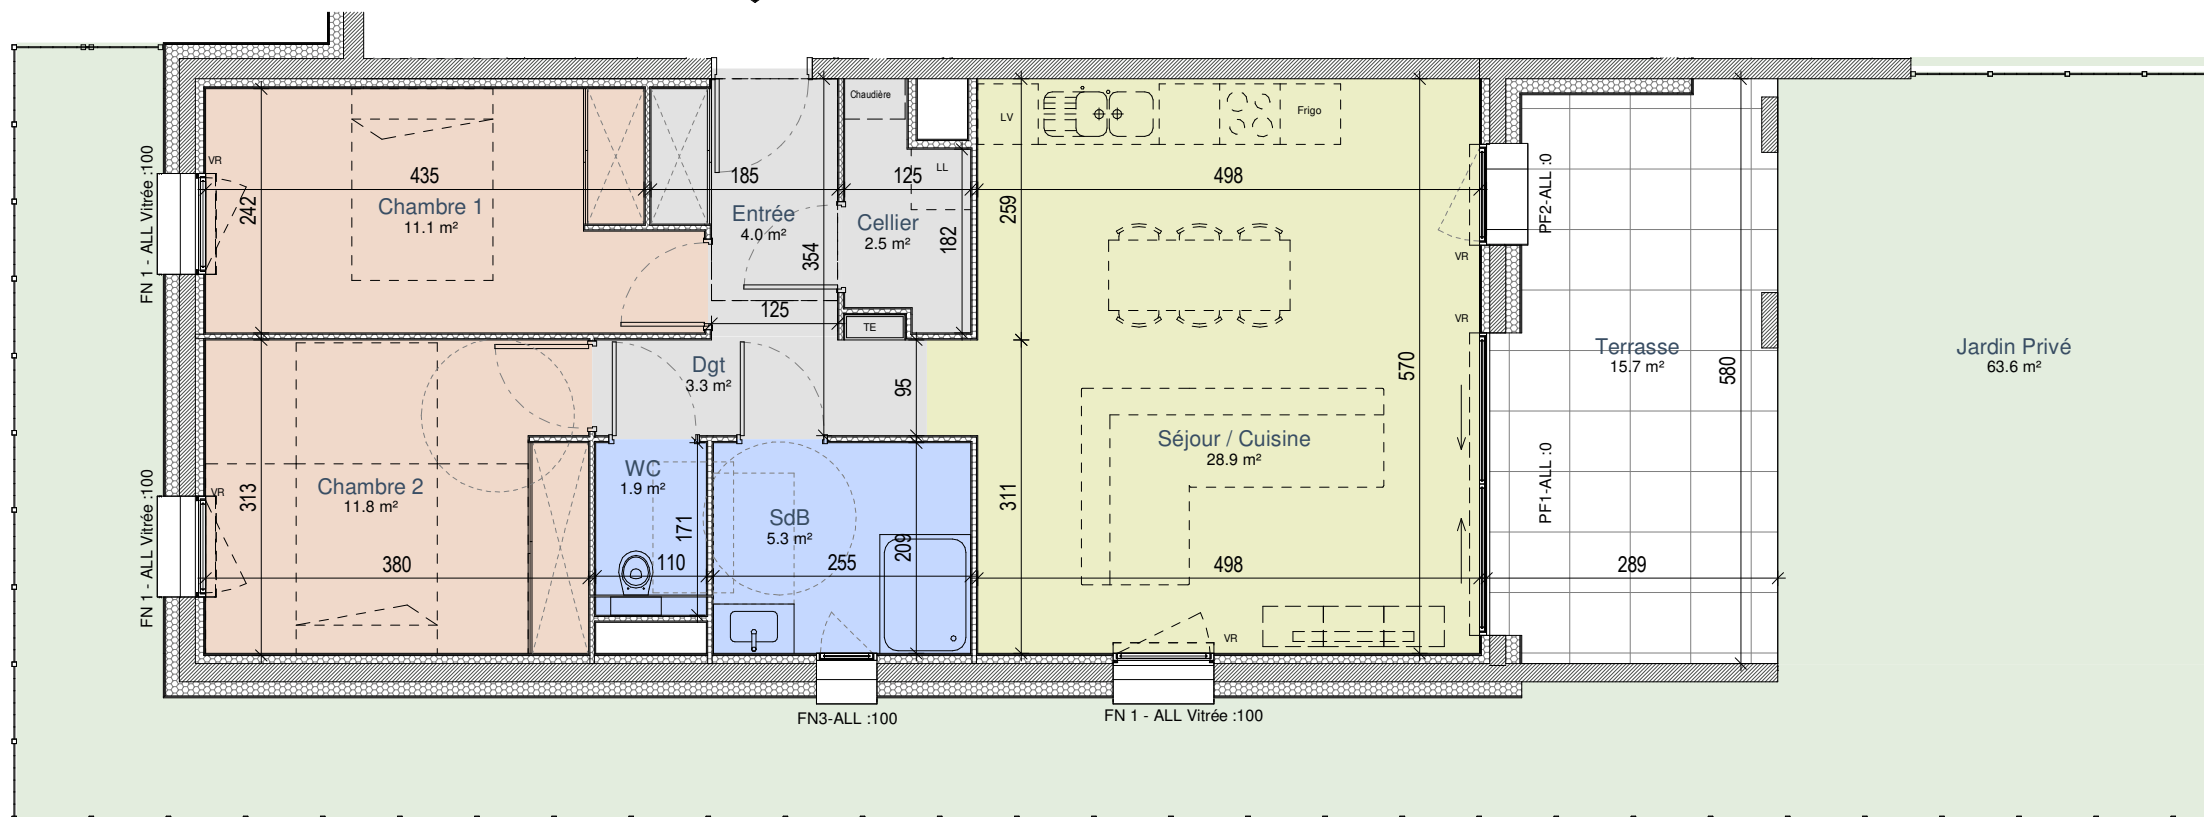 Chaudière
LV
Frigo
VR
LL
435
185
125
498
FN 1 - ALL Vitrée :100
242
Chambre 1
11.1 m²
Entrée
4.0 m²
354
Cellier
2.5 m²
182
259
PF2-ALL :0
VR
125
TE
VR
Dgt
3.3 m²
95
570
Terrasse
15.7 m²
580
Jardin Privé
63.6 m²
Séjour / Cuisine
28.9 m²
WC
1.9 m²
FN 1 - ALL Vitrée :100
VR
313
Chambre 2
11.8 m²
171
SdB
5.3 m²
209
311
PF1-ALL :0
380
110
255
498
289
VR
FN3-ALL :100
FN 1 - ALL Vitrée :100